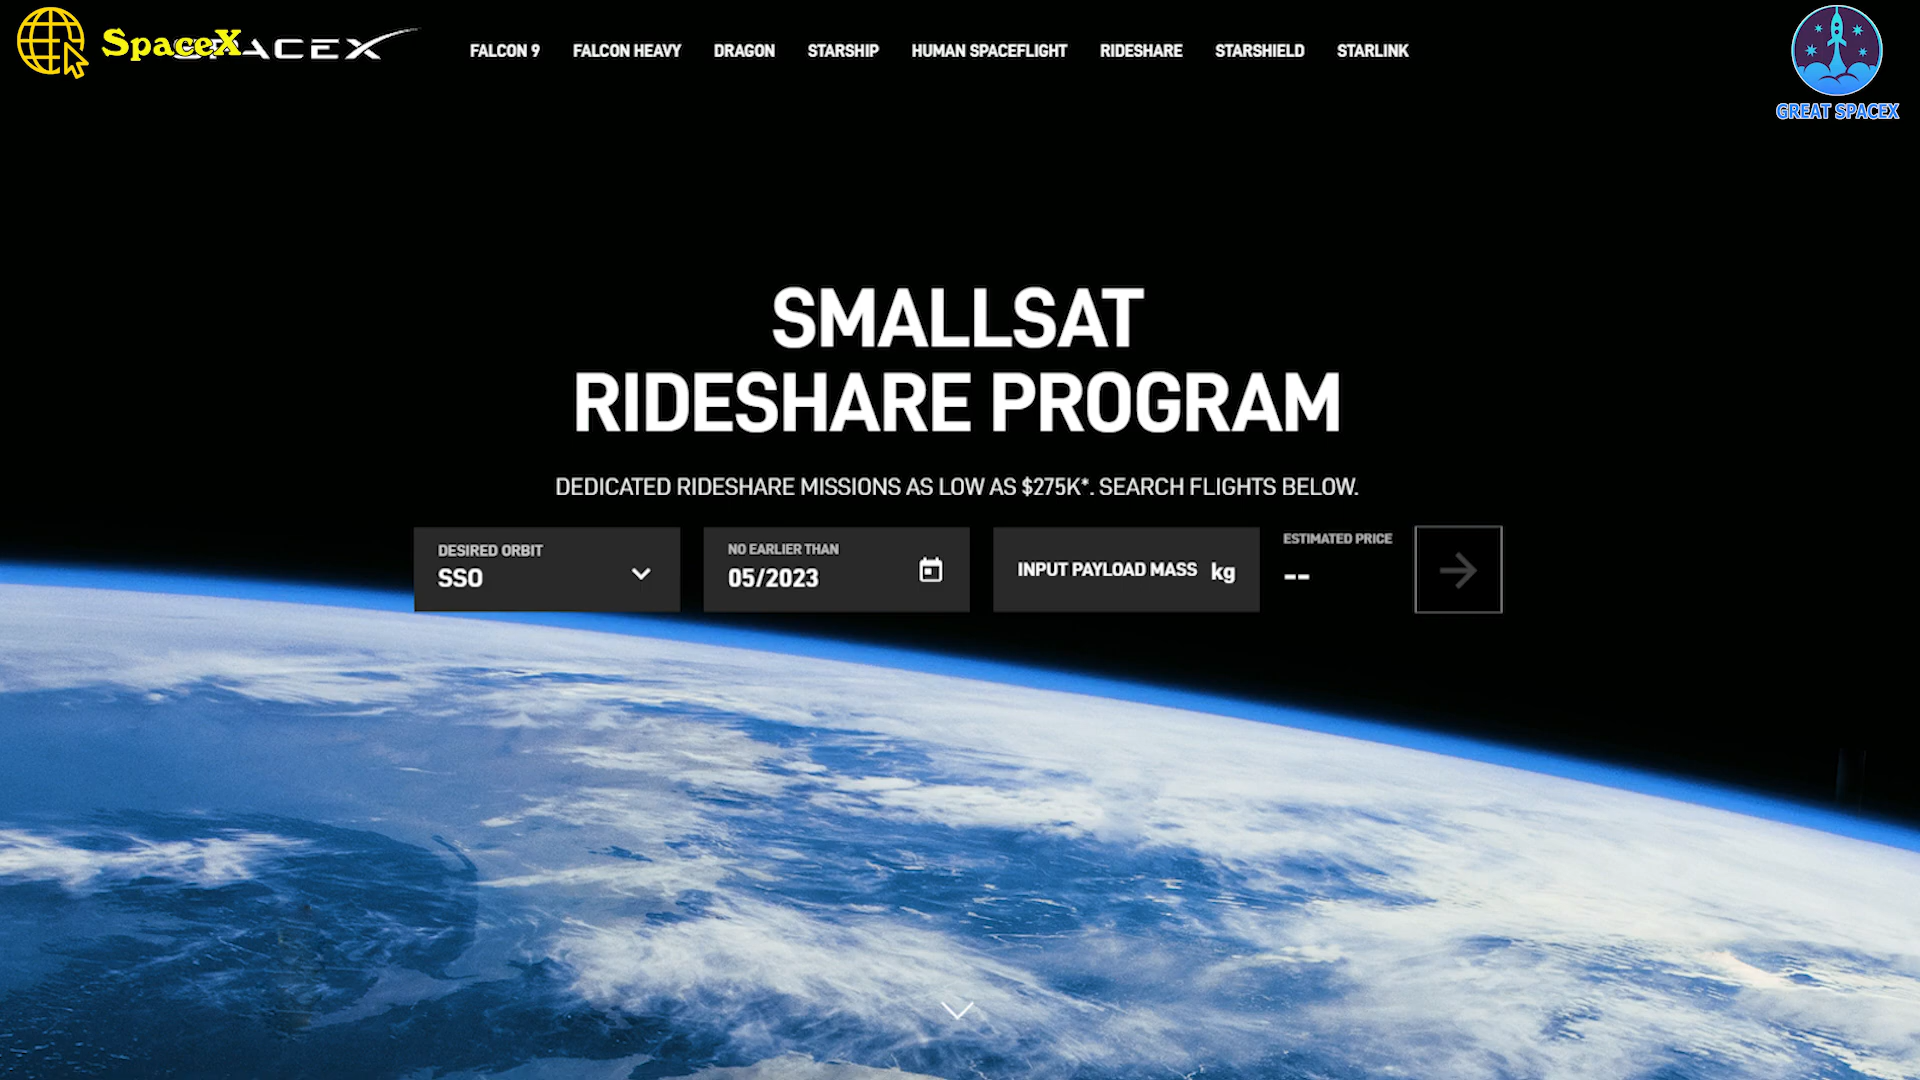 SpaceX
SPACEX
FALCON 9 FALCON HEAVY DRAGON STARSHIP HUMAN SPACEFLIGHT RIDESHARE STARSHIELD STARLINK
GREAT SPACEX
SMALLSAT
RIDESHARE PROGRAM
DEDICATED RIDESHARE MISSIONS AS LOW AS $275K*. SEARCH FLIGHTS BELOW.
DESIRED ORBIT
SSO
NO EARLIER THAN
05/2023
INPUT PAYLOAD MASS kg
ESTIMATED PRICE
--